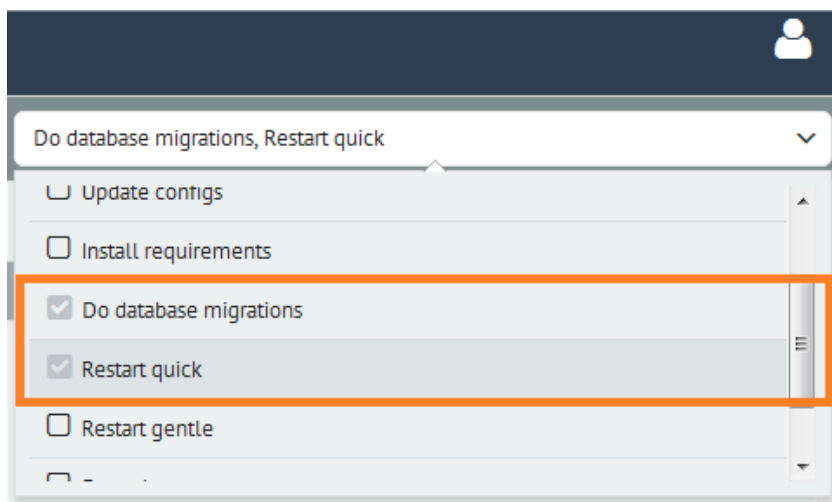 Do database migrations, Restart quick
Update configs
Install requirements
Do database migrations
Restart quick
Restart gentle